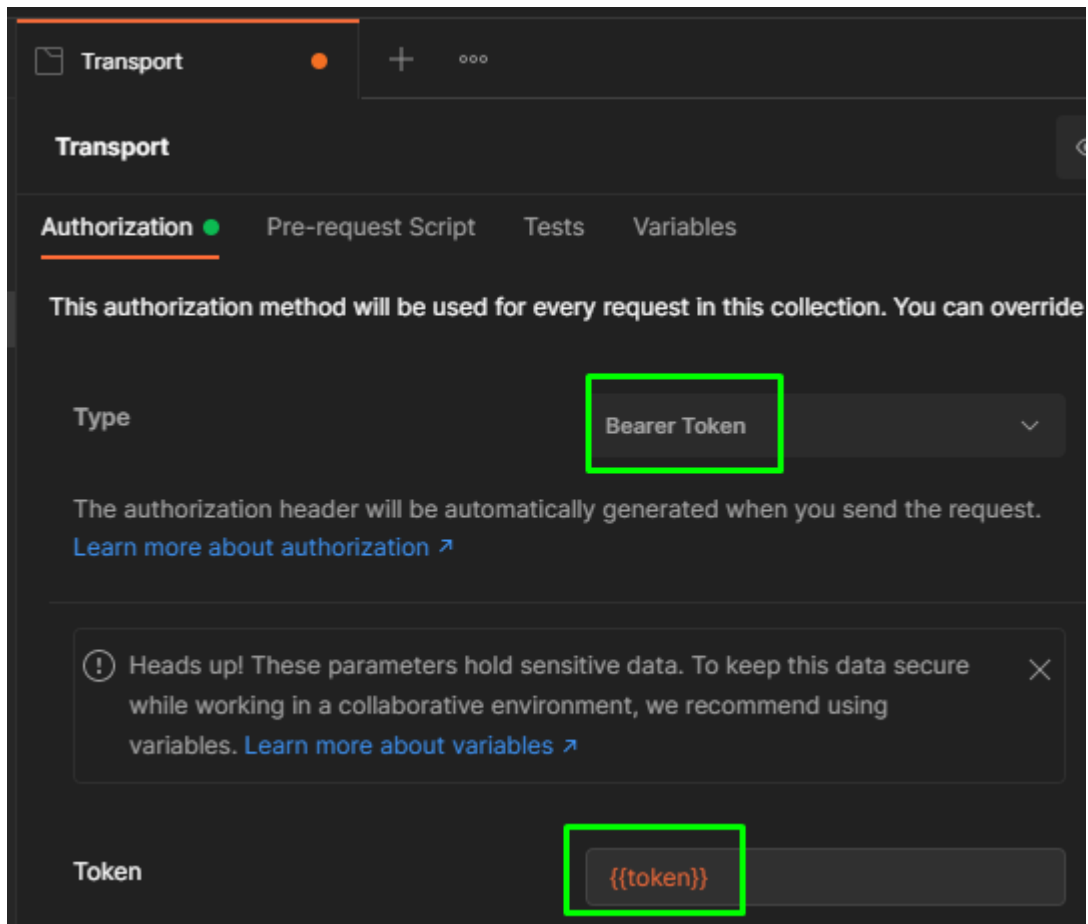 Transport
Transport
Authorization Pre-request Script Tests Variables
This authorization method will be used for every request in this collection. You can override
Type Bearer Token
The authorization header will be automatically generated when you send the request.
Learn more about authorization ↗
Heads up! These parameters hold sensitive data. To keep this data secure
while working in a collaborative environment, we recommend using
variables. Learn more about variables ↗
Token {{token}}